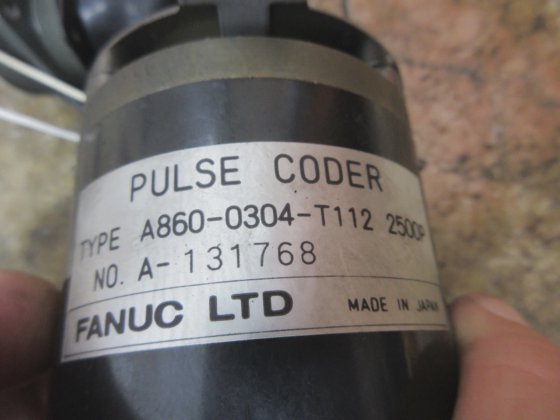 PULSE CODER
TYPE A860-0304-T112 2500P
NO. A-131768
FANUC LTD MADE IN JAPAN